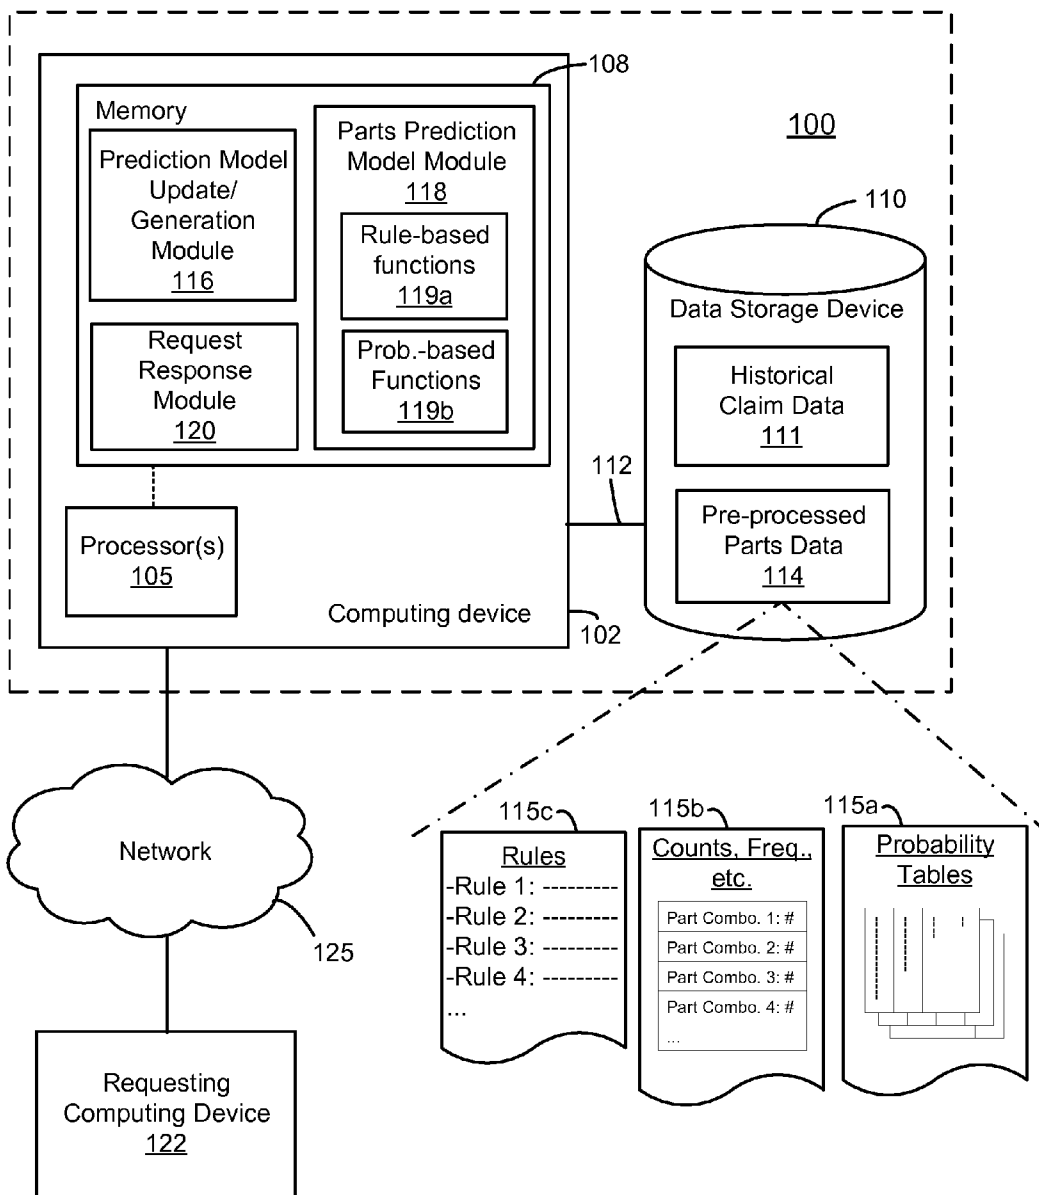 108
100
Memory
Prediction Model
Update/
Generation
Module
116
Parts Prediction
Model Module
118
Rule-based
functions
119a
Request
Response
Module
120
Prob.-based
Functions
119b
110
Data Storage Device
Historical
Claim Data
111
112
Pre-processed
Parts Data
114
Processor(s)
105
Computing device
102
Network
125
Requesting
Computing Device
122
115c
Rules
-Rule 1: ---------
-Rule 2: ---------
-Rule 3: ---------
-Rule 4: ---------
...
115b
Counts, Freq.,
etc.
Part Combo. 1: #
Part Combo. 2: #
Part Combo. 3: #
Part Combo. 4: #
...
115a
Probability
Tables